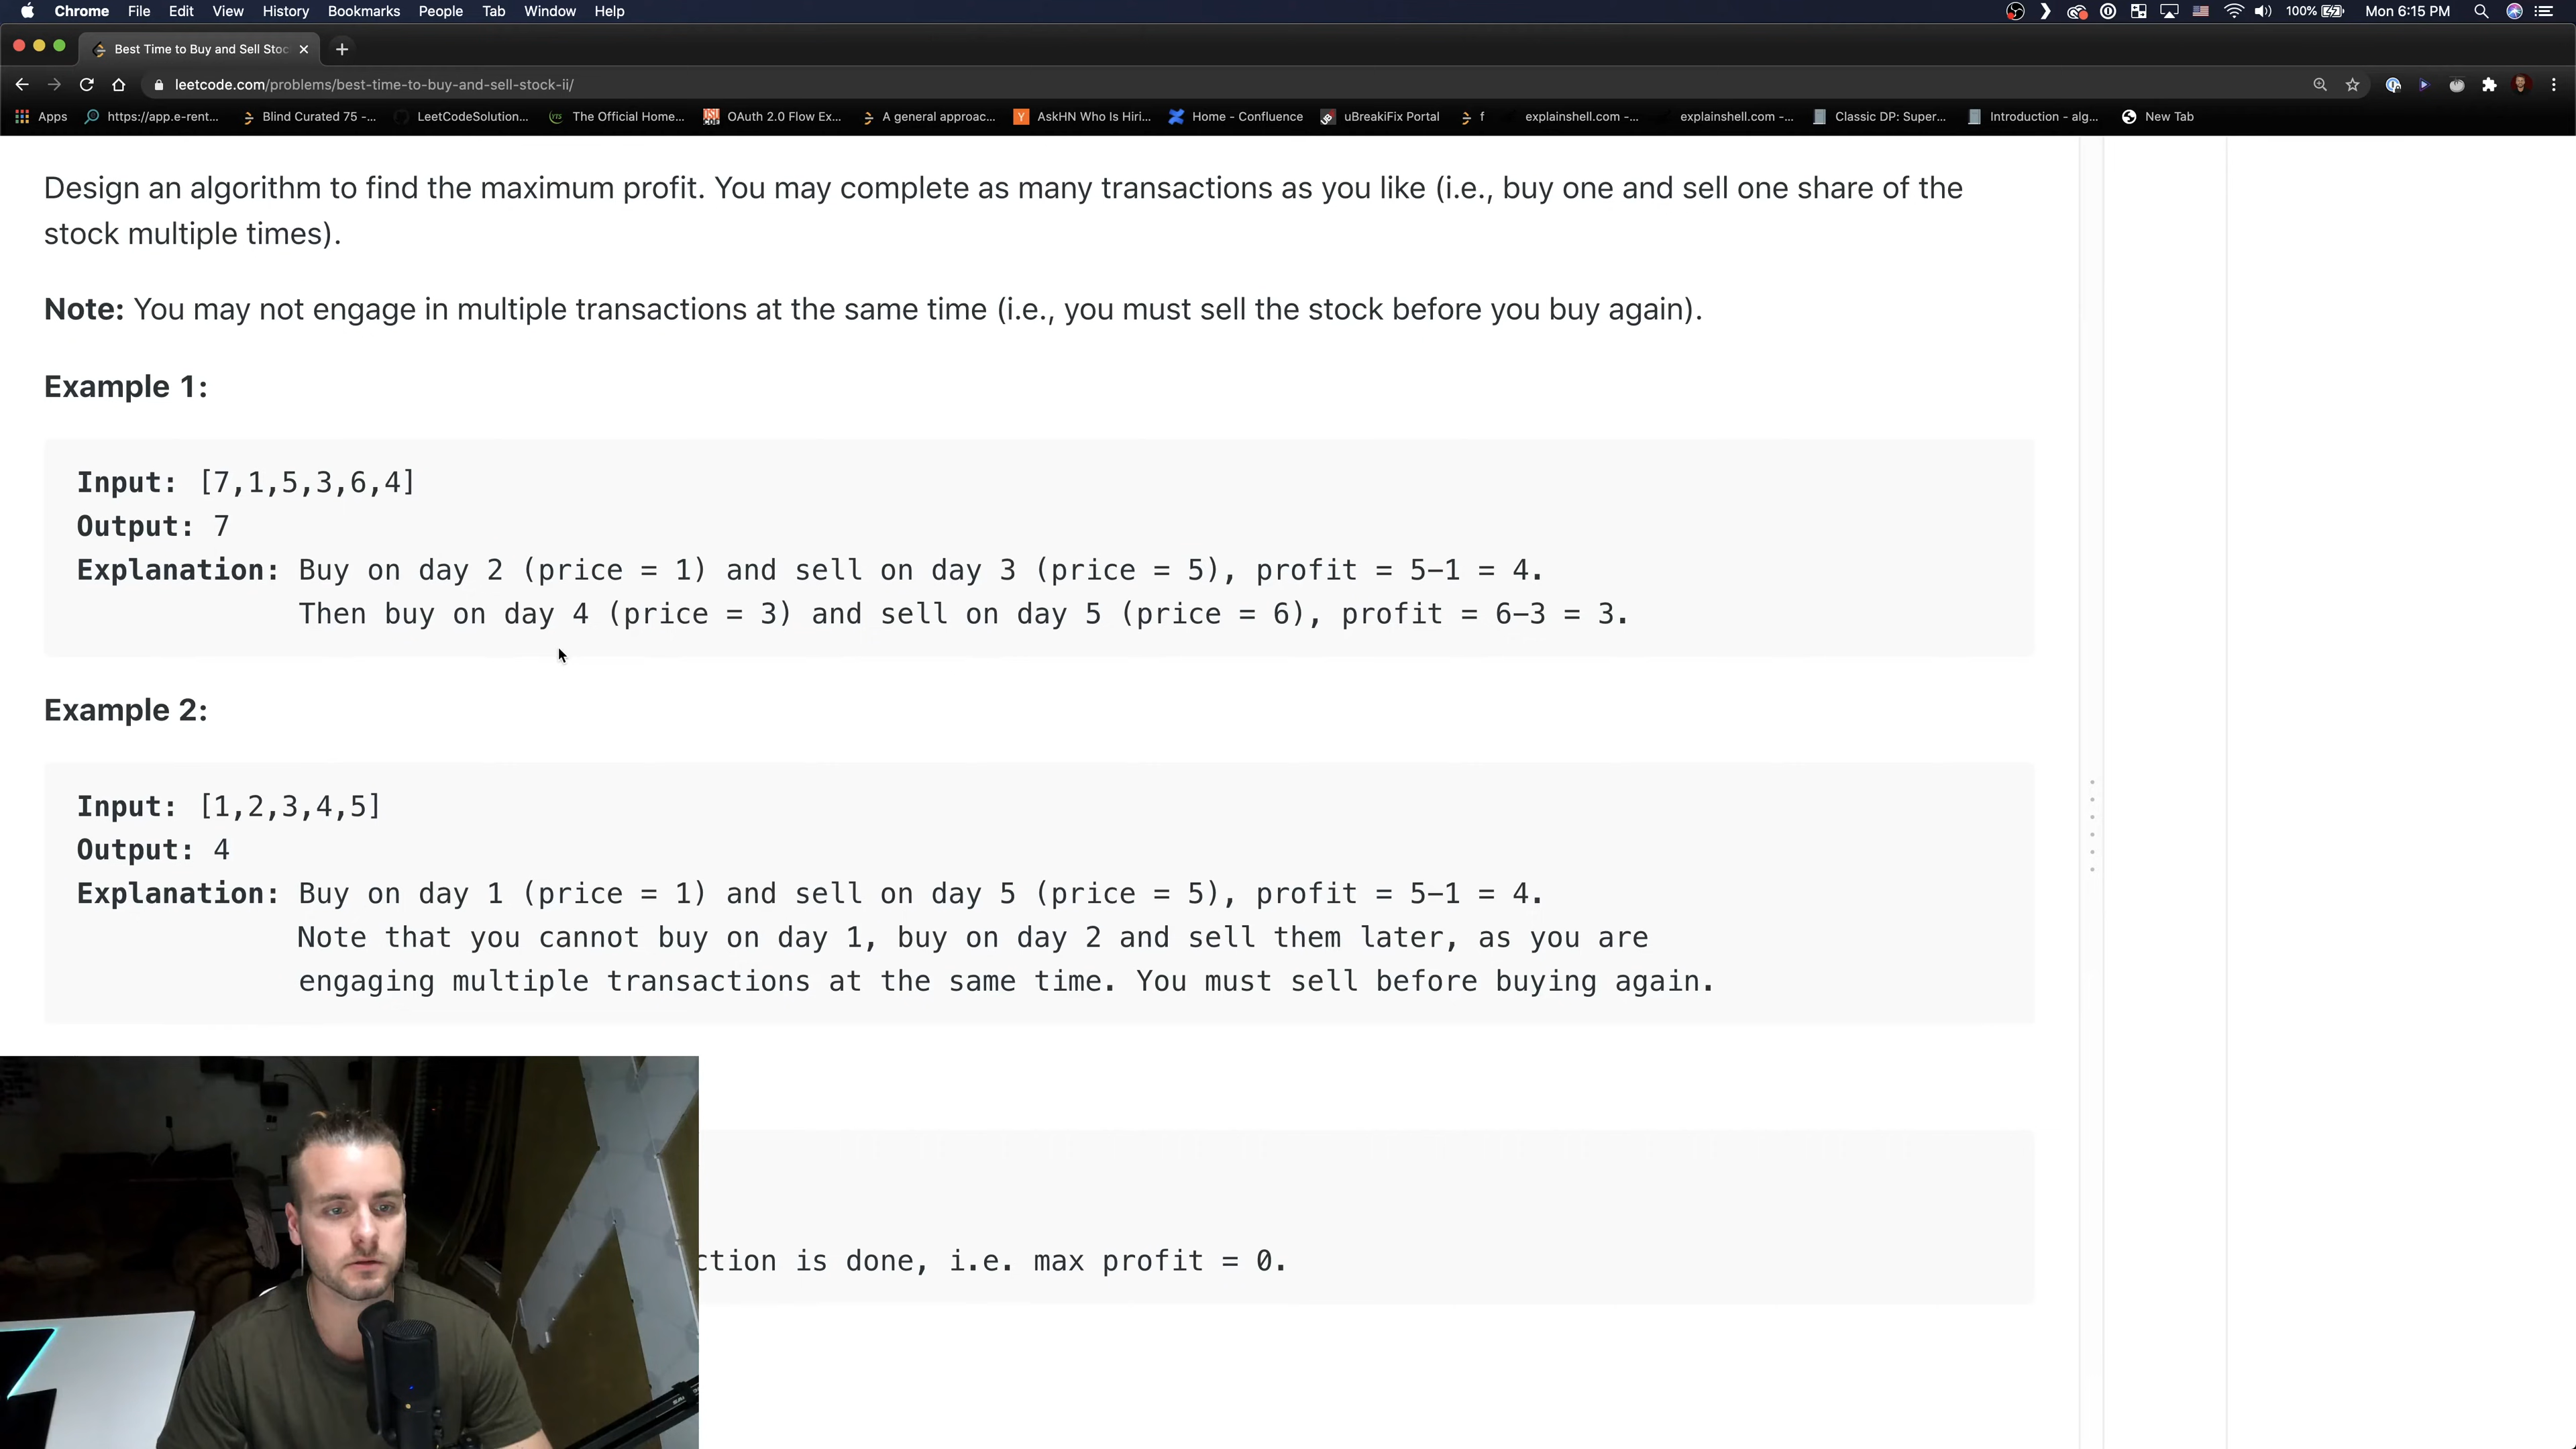 Chrome File Edit View History Bookmarks People Tab Window Help 100% Mon 6:15 PM
Best Time to Buy and Sell Stoc
leetcode.com/problems/best-time-to-buy-and-sell-stock-ii/
Apps https://app.e-rent... Blind Curated 75 -... LeetCodeSolution... The Official Home... OAuth 2.0 Flow Ex... A general approac... AskHN Who Is Hiri... Home - Confluence uBreakiFix Portal f explainshell.com -... explainshell.com -... Classic DP: Super... Introduction - alg... New Tab
Design an algorithm to find the maximum profit. You may complete as many transactions as you like (i.e., buy one and sell one share of the
stock multiple times).
Note: You may not engage in multiple transactions at the same time (i.e., you must sell the stock before you buy again).
Example 1:
Input: [7,1,5,3,6,4]
Output: 7
Explanation: Buy on day 2 (price = 1) and sell on day 3 (price = 5), profit = 5-1 = 4.
Then buy on day 4 (price = 3) and sell on day 5 (price = 6), profit = 6-3 = 3.
Example 2:
Input: [1,2,3,4,5]
Output: 4
Explanation: Buy on day 1 (price = 1) and sell on day 5 (price = 5), profit = 5-1 = 4.
Note that you cannot buy on day 1, buy on day 2 and sell them later, as you are
engaging multiple transactions at the same time. You must sell before buying again.
ction is done, i.e. max profit = 0.